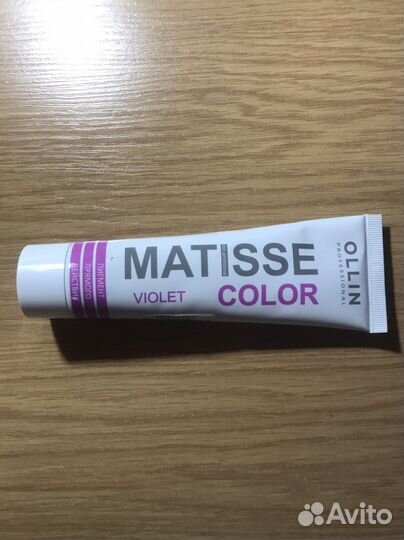 MATISSE
VIOLET COLOR
OLLIN
PROFESSIONAL
ПИГМЕНТ
ПРЯМОГО
ДЕЙСТВИЯ
Avito